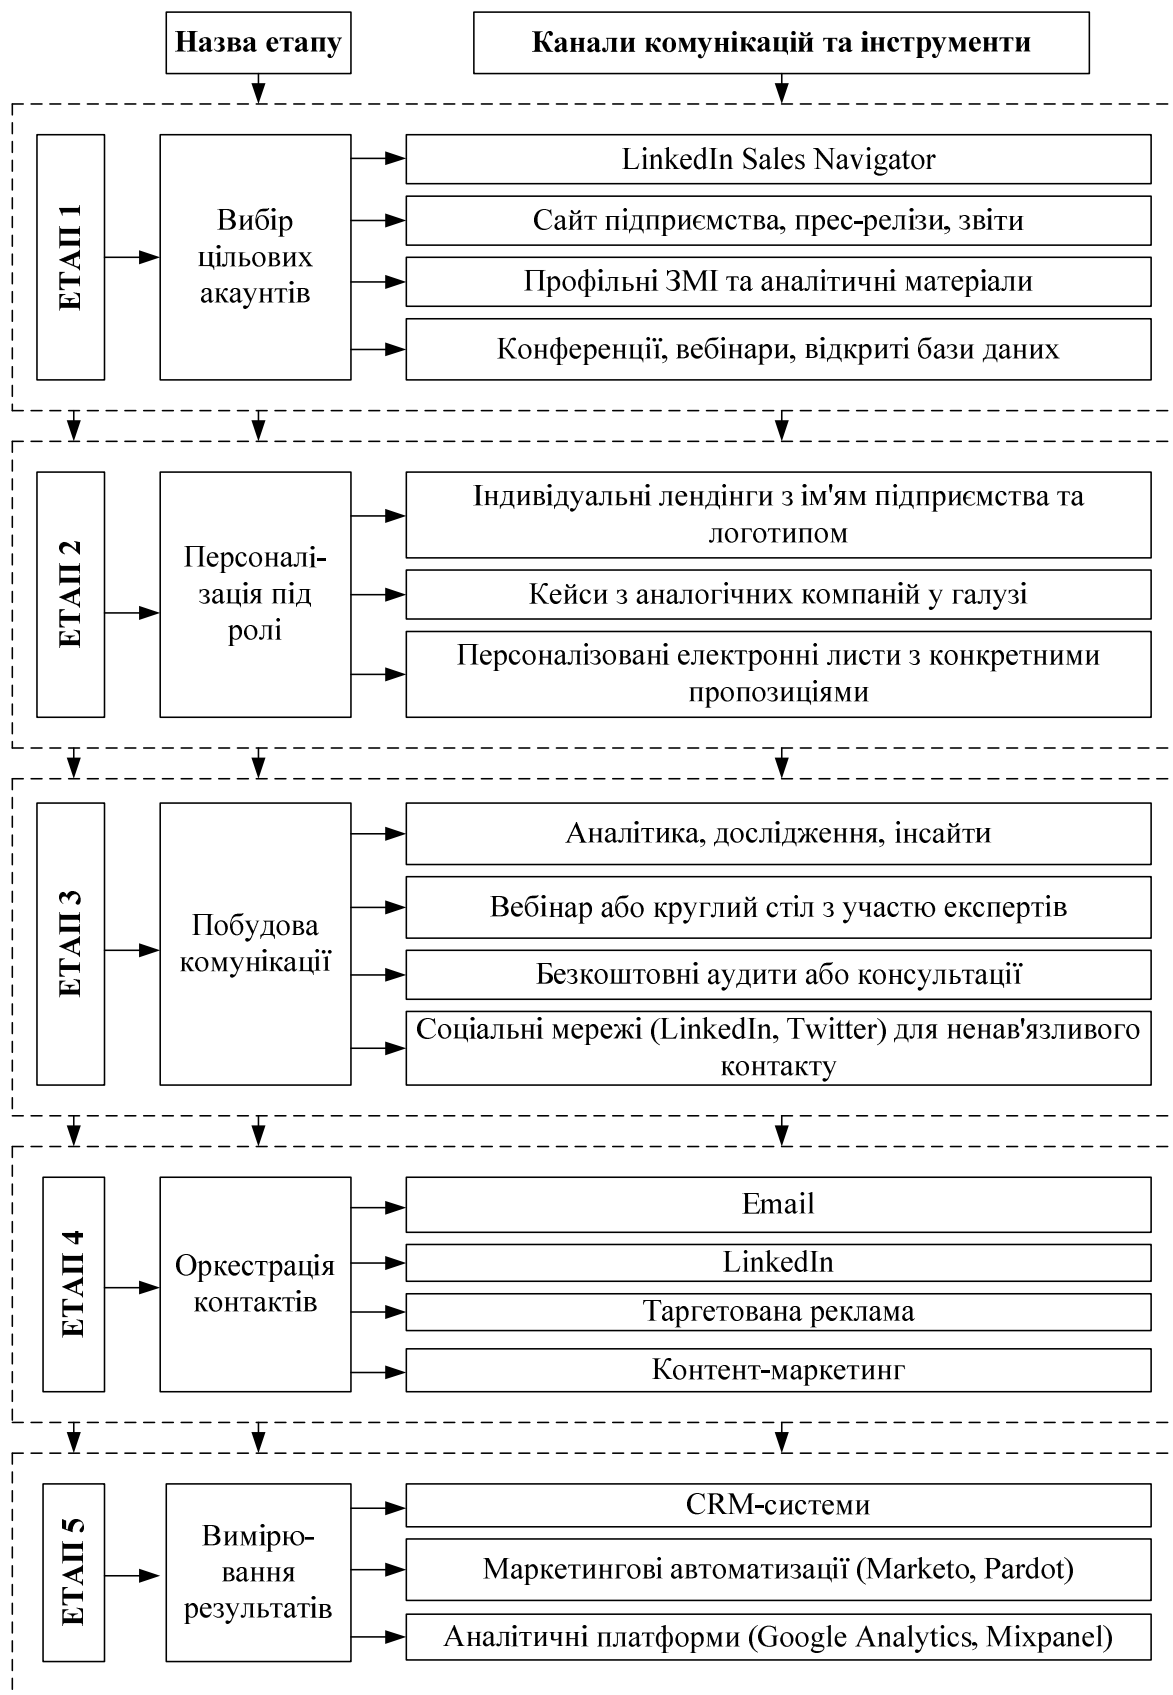 Назва етапу
Канали комунікацій та інструменти
ЕТАП 1
Вибір
цільових
акаунтів
LinkedIn Sales Navigator
Сайт підприємства, прес-релізи, звіти
Профільні ЗМІ та аналітичні матеріали
Конференції, вебінари, відкриті бази даних
ЕТАП 2
Персоналі-
зація під
ролі
Індивідуальні лендінги з ім'ям підприємства та
логотипом
Кейси з аналогічних компаній у галузі
Персоналізовані електронні листи з конкретними
пропозиціями
ЕТАП 3
Побудова
комунікації
Аналітика, дослідження, інсайти
Вебінар або круглий стіл з участю експертів
Безкоштовні аудити або консультації
Соціальні мережі (LinkedIn, Twitter) для ненав'язливого
контакту
ЕТАП 4
Оркестрація
контактів
Email
LinkedIn
Таргетована реклама
Контент-маркетинг
ЕТАП 5
Вимірю-
вання
результатів
CRM-системи
Маркетингові автоматизації (Marketo, Pardot)
Аналітичні платформи (Google Analytics, Mixpanel)